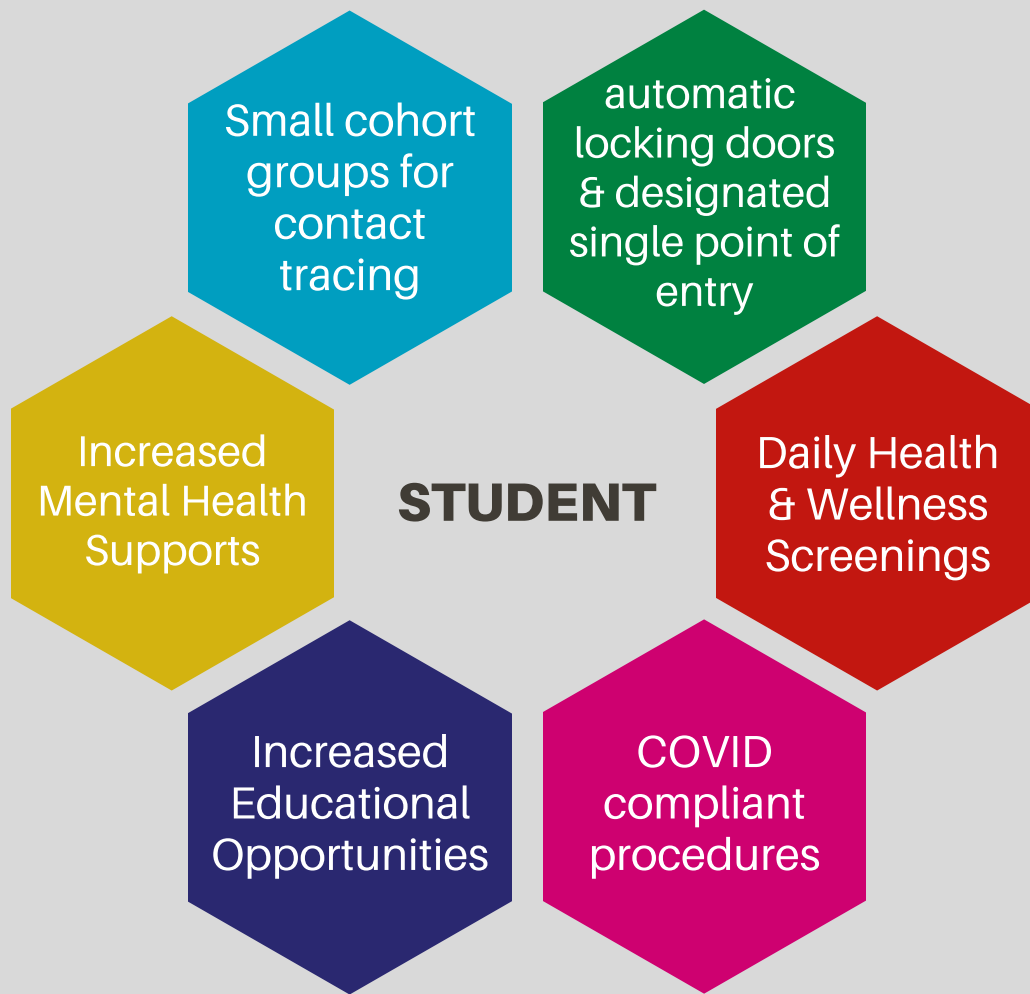 Small cohort
groups for
contact
tracing
automatic
locking doors
& designated
single point of
entry
Increased
Mental Health
Supports
STUDENT
Daily Health
& Wellness
Screenings
Increased
Educational
Opportunities
COVID
compliant
procedures